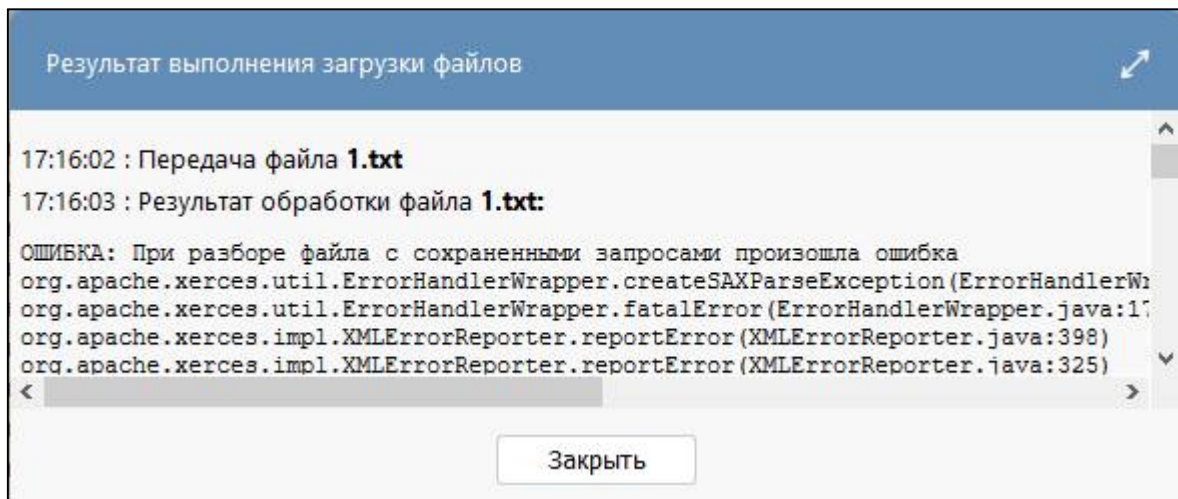 Результат выполнения загрузки файлов
17:16:02 : Передача файла 1.txt
17:16:03 : Результат обработки файла 1.txt:
ОШИБКА: При разборе файла с сохраненными запросами произошла ошибка
org.apache.xerces.util.ErrorHandlerWrapper.createSAXParseException(ErrorHandlerWr
org.apache.xerces.util.ErrorHandlerWrapper.fatalError(ErrorHandlerWrapper.java:17
org.apache.xerces.impl.XMLErrorReporter.reportError(XMLErrorReporter.java:398)
org.apache.xerces.impl.XMLErrorReporter.reportError(XMLErrorReporter.java:325)
Закрыть